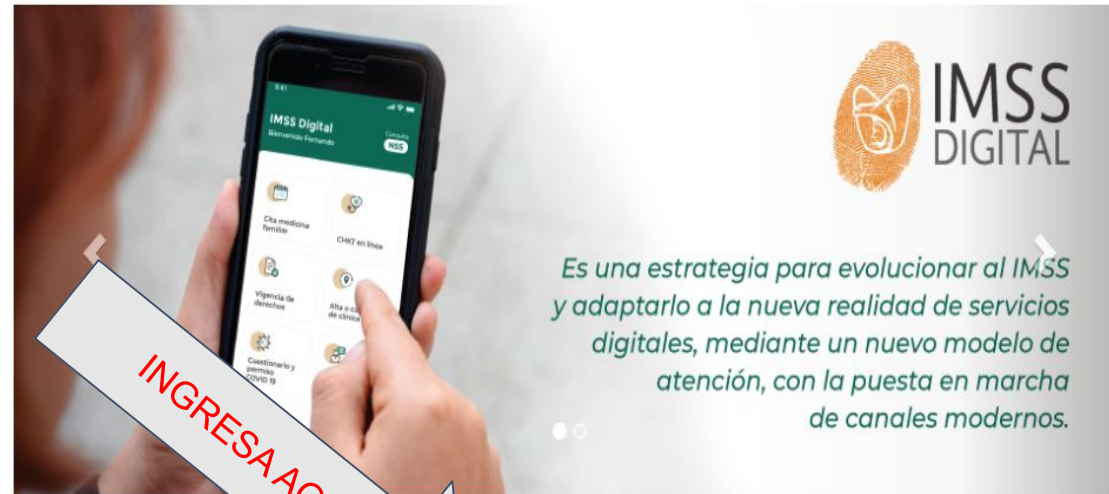 9:41
IMSS Digital
Bienvenido Fernando
Consulta
NSS
Cita medicina
familiar
CHKT en línea
Vigencia de
derechos
Alta o
de clínica
Cuestionario y
permiso
COVID 19
INGRESA
IMSS
DIGITAL
Es una estrategia para evolucionar al IMSS
y adaptarlo a la nueva realidad de servicios
digitales, mediante un nuevo modelo de
atención, con la puesta en marcha
de canales modernos.